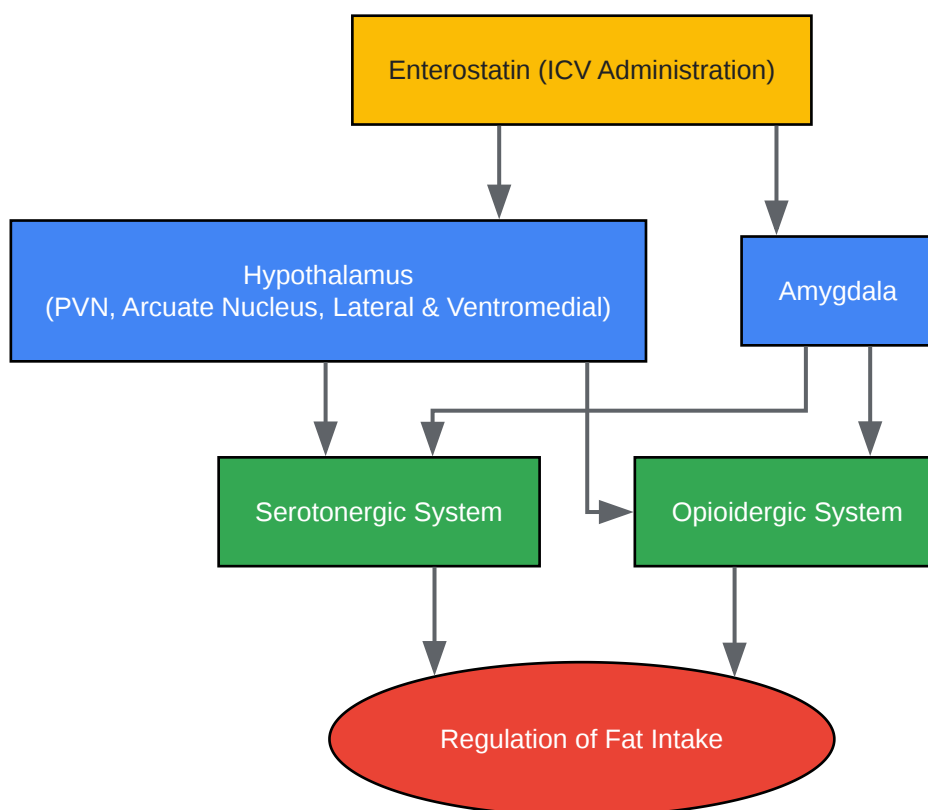 Enterostatin (ICV Administration)
Hypothalamus
(PVN, Arcuate Nucleus, Lateral & Ventromedial)
Amygdala
Serotonergic System
Opioidergic System
Regulation of Fat Intake